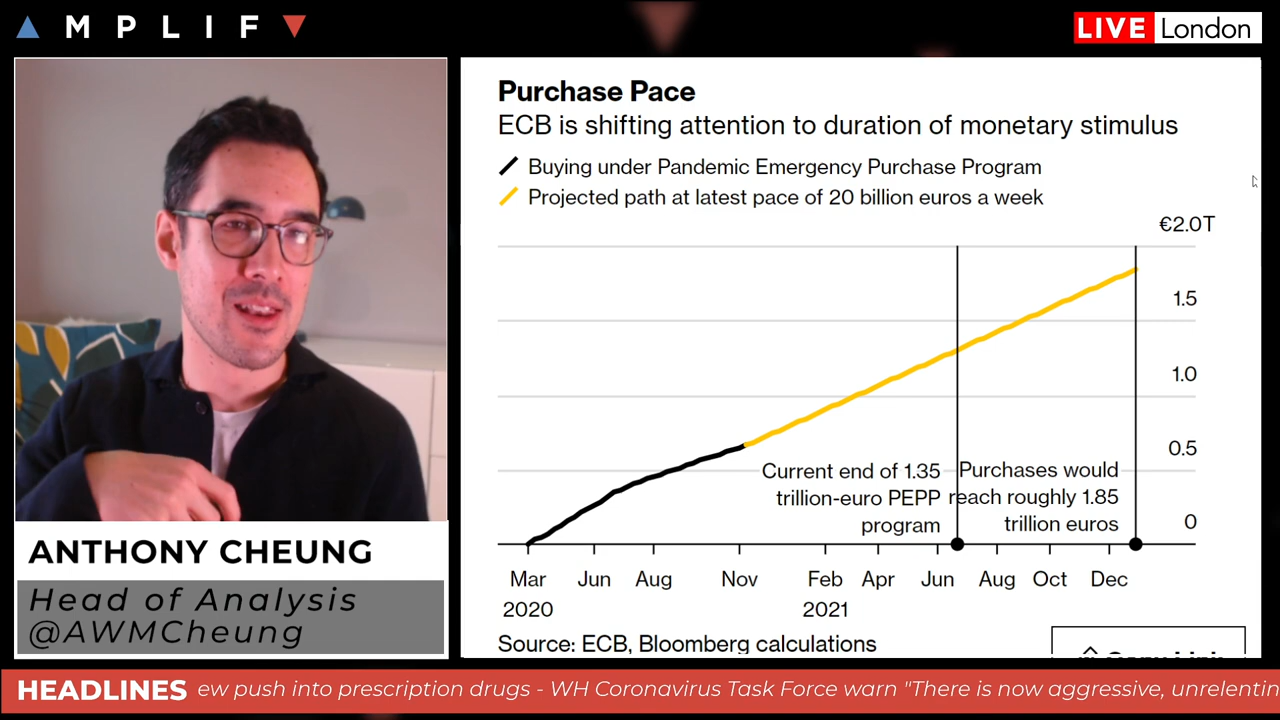 MPLIF
LIVE London
Purchase Pace
ECB is shifting attention to duration of monetary stimulus
Buying under Pandemic Emergency Purchase Program
Projected path at latest pace of 20 billion euros a week
€2.0T
1.5
1.0
0.5
0
Current end of 1.35
trillion-euro PEPP
program
Purchases would
reach roughly 1.85
trillion euros
Mar Jun Aug Nov Feb Apr Jun Aug Oct Dec
2020 2021
Source: ECB, Bloomberg calculations
ANTHONY CHEUNG
Head of Analysis
@AWMCheung
HEADLINES ew push into prescription drugs - WH Coronavirus Task Force warn "There is now aggressive, unrelentin